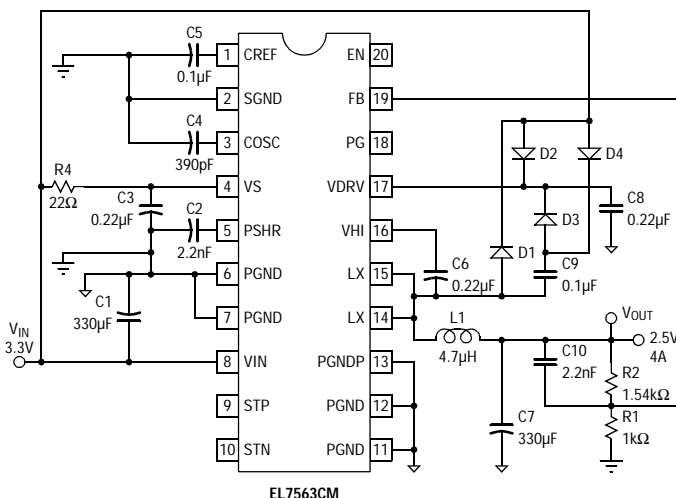 C5
0.1µF
1 CREF
EN 20
2 SGND
FB 19
C4
390pF
3 COSC
PG 18
D2
D4
R4
22Ω
C3
0.22µF
4 VS
VDRV 17
C8
0.22µF
C2
2.2nF
5 PSHR
VHI 16
D3
D1
6 PGND
LX 15
C6
0.22µF
C9
0.1µF
C1
330µF
7 PGND
LX 14
L1
4.7µH
VOUT
2.5V
4A
VIN
3.3V
8 VIN
PGNDP 13
C10
2.2nF
R2
1.54kΩ
9 STP
PGND 12
C7
330µF
R1
1kΩ
10 STN
PGND 11
EL7563CM